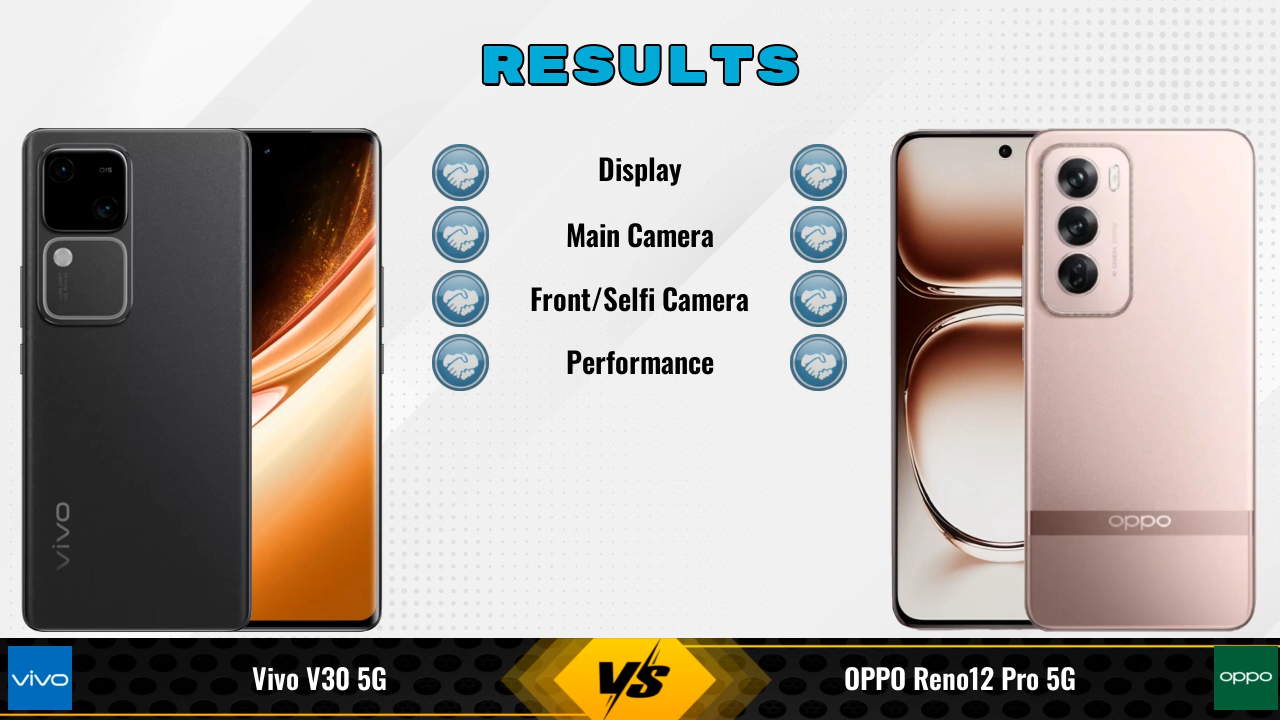 RESULTS
Display
Main Camera
Front/Selfi Camera
Performance
OIS
vivo
oppo
vivo
Vivo V30 5G
VS
OPPO Reno12 Pro 5G
oppo